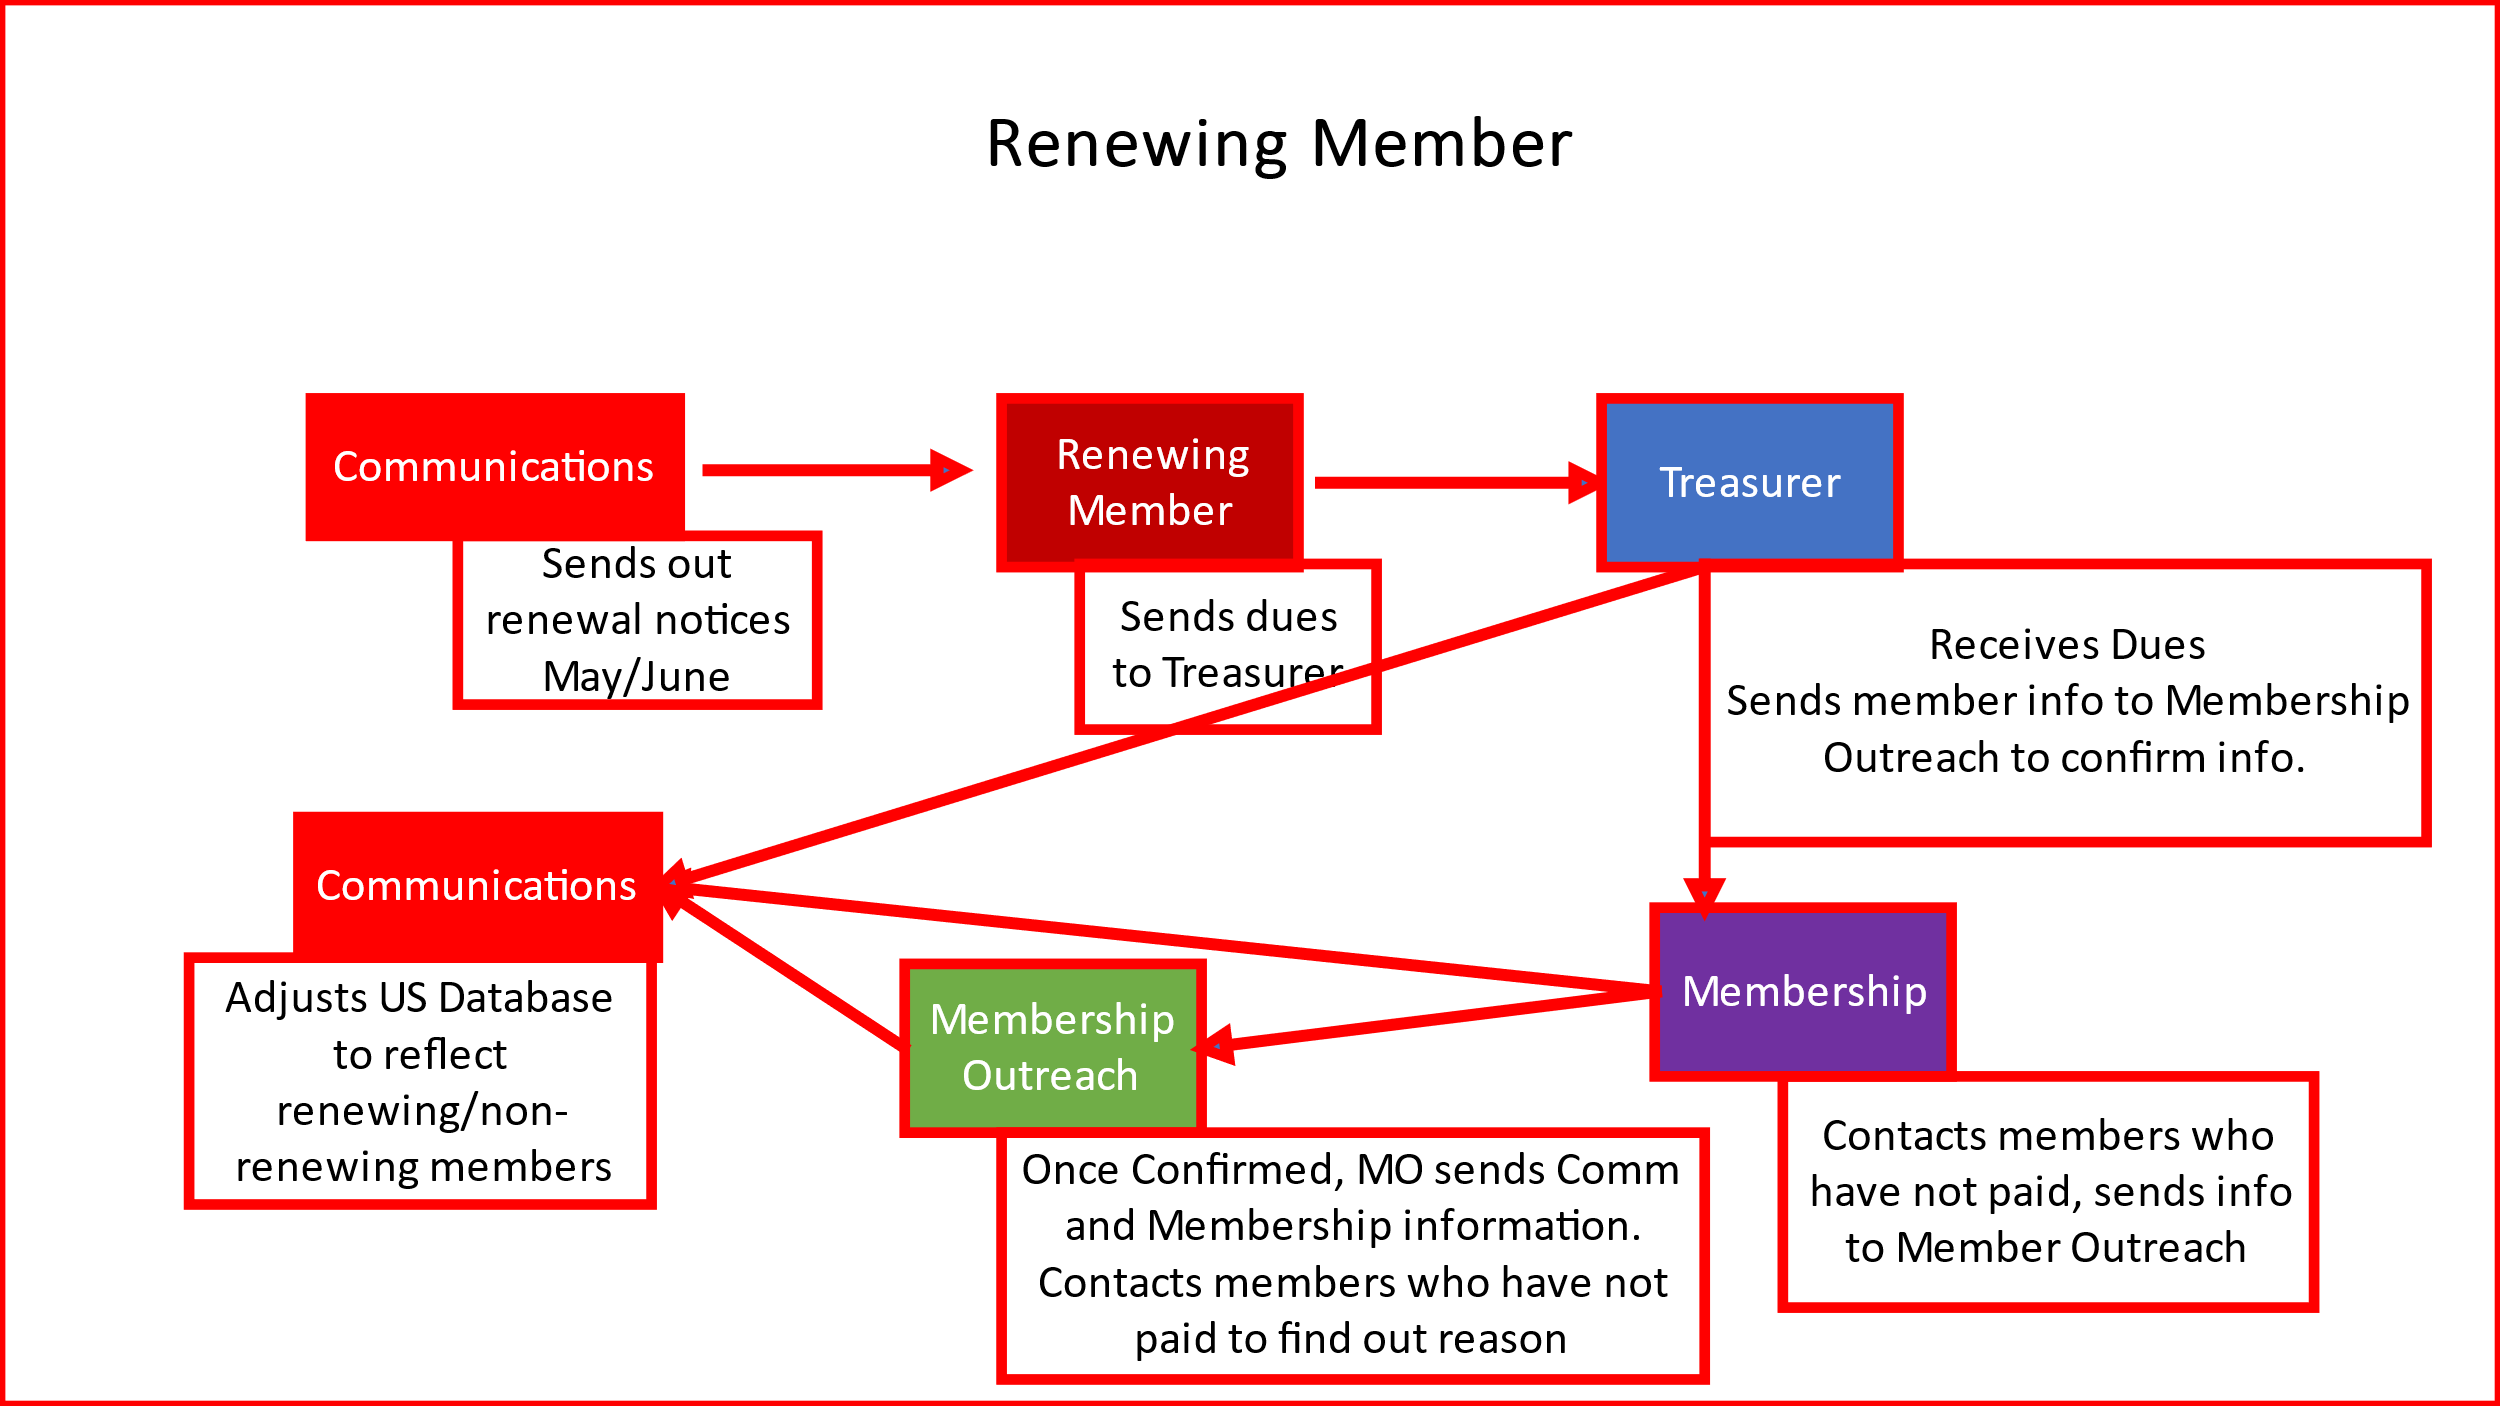 Renewing Member
Communications
Sends out
renewal notices
May/June
Renewing
Member
Sends dues
to Treasurer
Treasurer
Receives Dues
Sends member info to Membership
Outreach to confirm info.
Communications
Adjusts US Database
to reflect
renewing/non-
renewing members
Membership
Outreach
Once Confirmed, MO sends Comm
and Membership information.
Contacts members who have not
paid to find out reason
Membership
Contacts members who
have not paid, sends info
to Member Outreach